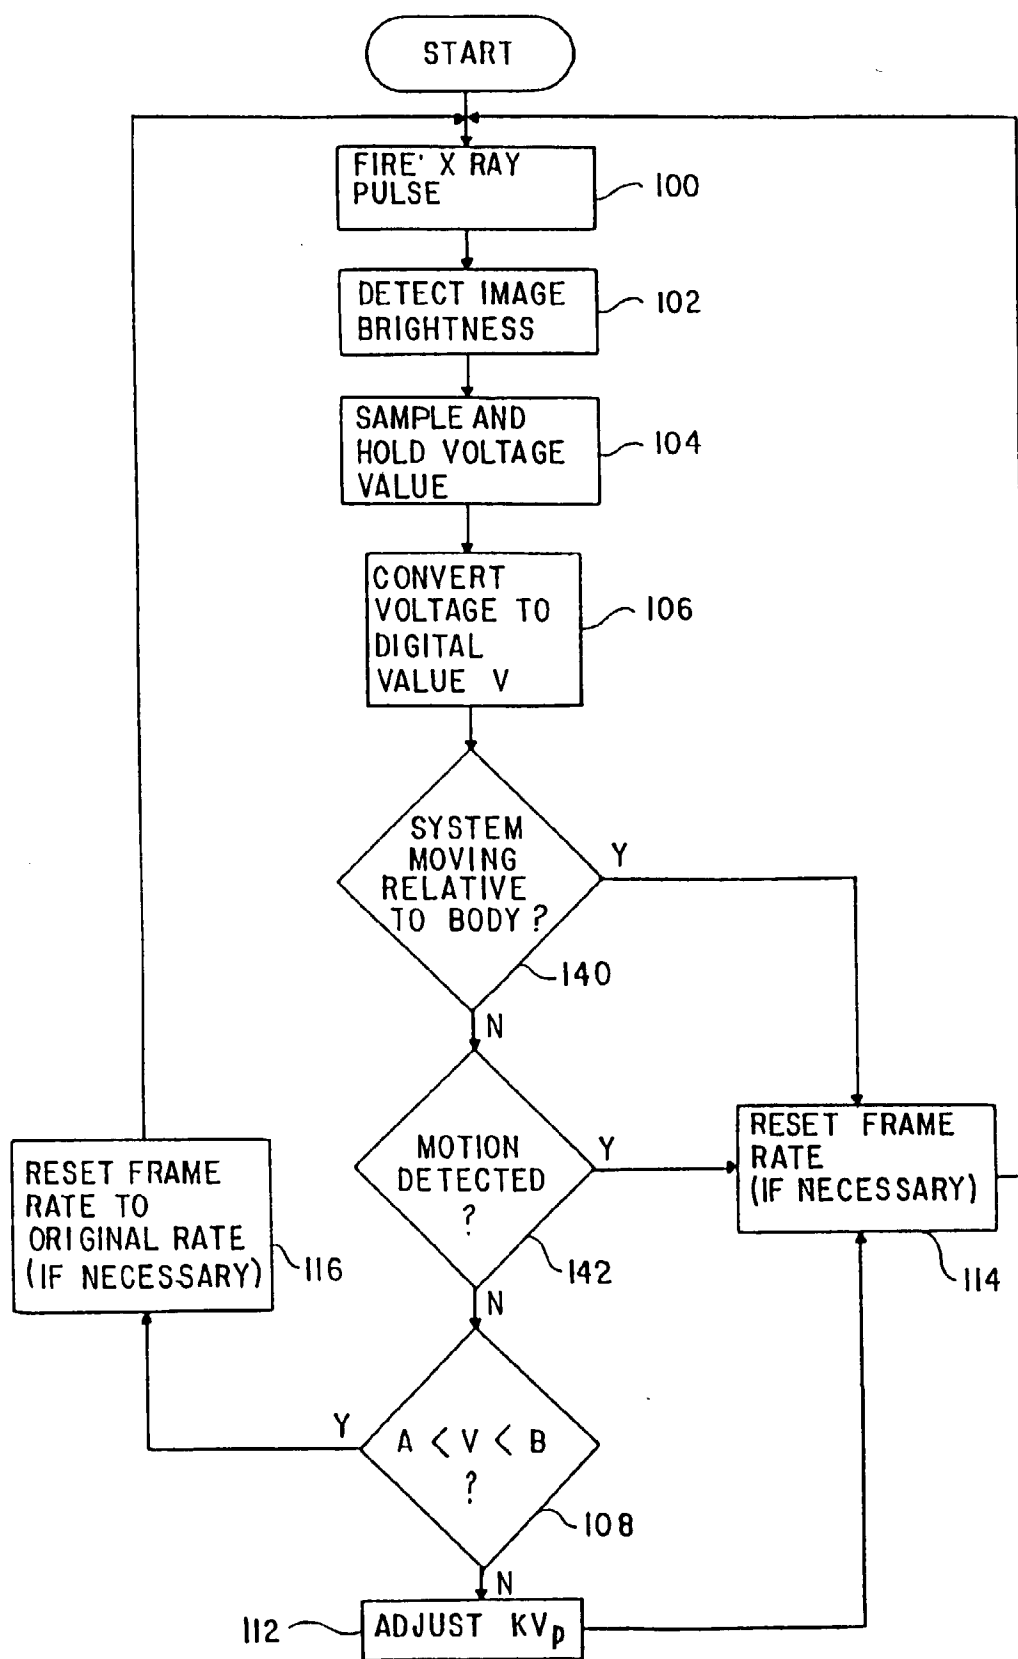 START
FIRE' X RAY
PULSE
100
DETECT IMAGE
BRIGHTNESS
102
SAMPLE AND
HOLD VOLTAGE
VALUE
104
CONVERT
VOLTAGE TO
DIGITAL
VALUE V
106
SYSTEM
MOVING
RELATIVE
TO BODY ?
Y
140
N
MOTION
DETECTED
?
Y
142
N
RESET FRAME
RATE
(IF NECESSARY)
114
RESET FRAME
RATE TO
ORIGINAL RATE
(IF NECESSARY)
116
A < V < B
?
Y
108
N
ADJUST KVp
112